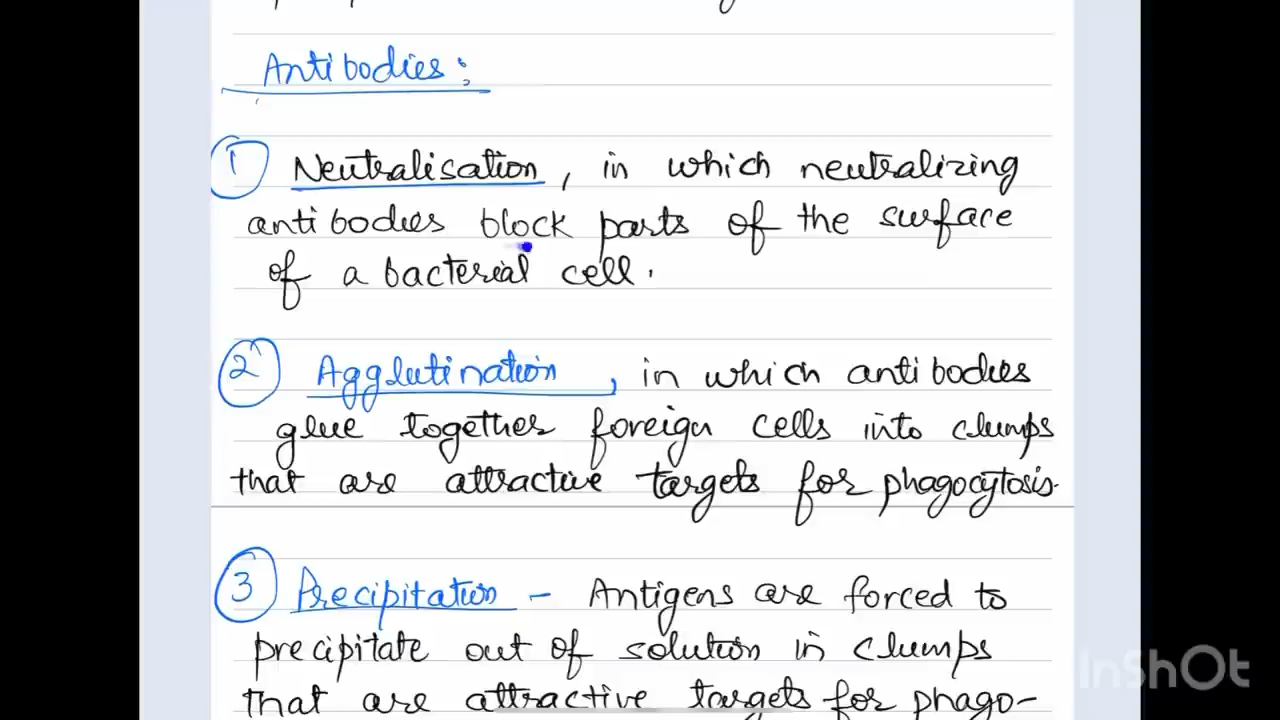 Antibodies:
1 Neutralisation, in which neutralizing
antibodies block parts of the surface
of a bacterial cell.
2 Agglutination, in which antibodies
glue together foreign cells into clumps
that are attractive targets for phagocytosis.
3 Precipitation - Antigens are forced to
precipitate out of solution in clumps
that are attractive targets for phago-
InShOt